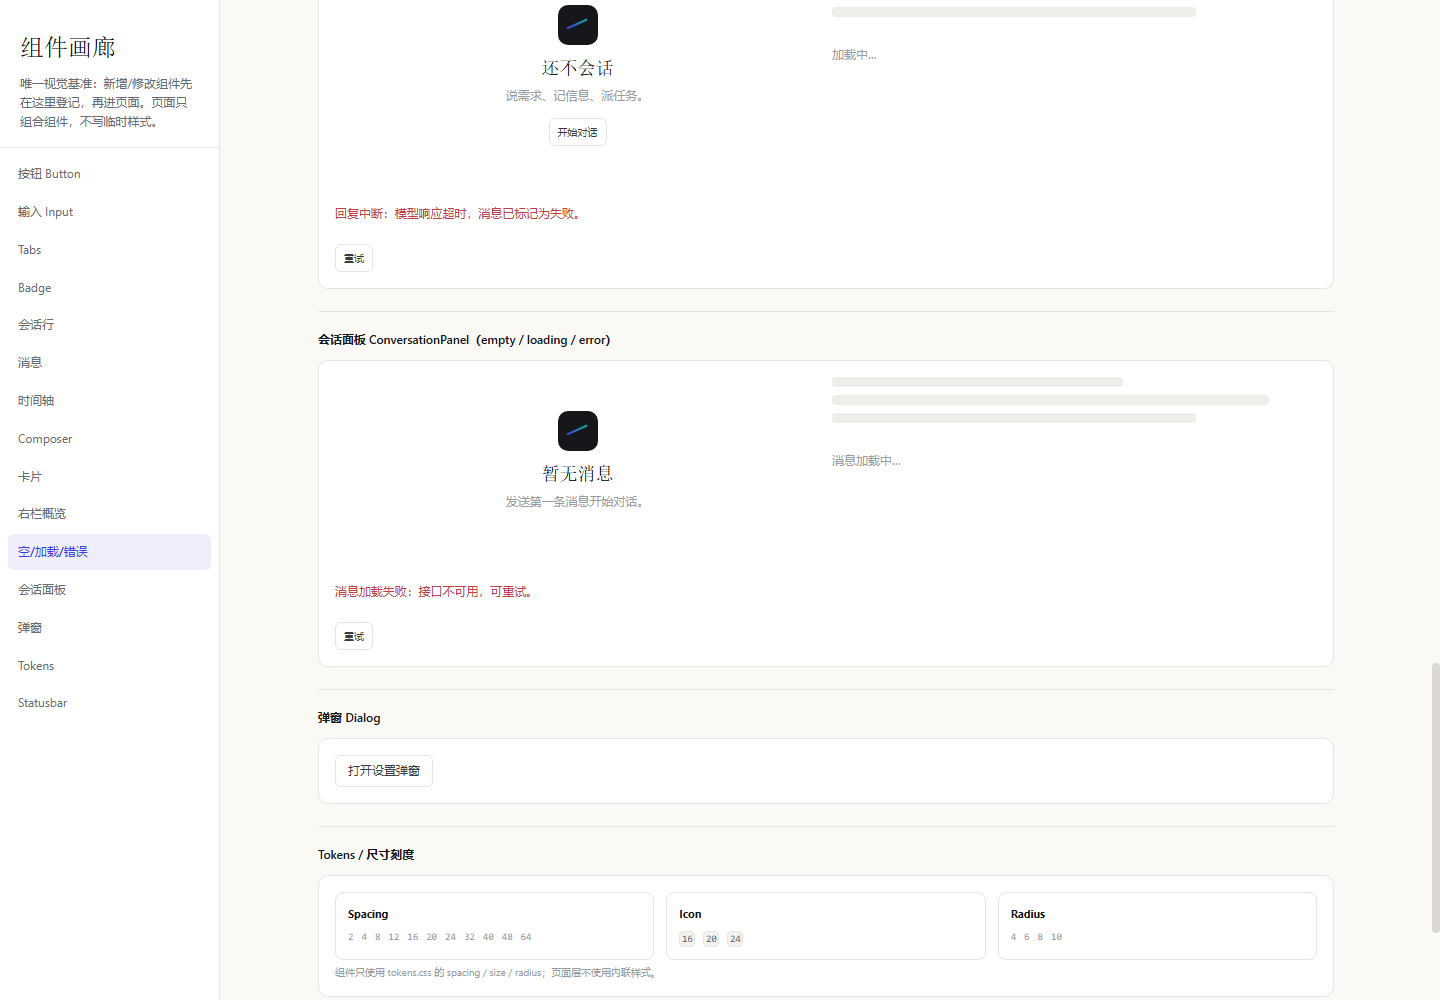 组件画廊
唯一视觉基准：新增/修改组件先
在这里登记，再进页面。页面只
组合组件，不写临时样式。
按钮 Button
输入 Input
Tabs
Badge
会话行
消息
时间轴
Composer
卡片
右栏概览
空/加载/错误
会话面板
弹窗
Tokens
Statusbar
还不会话
说需求、记信息、派任务。
开始对话
加载中...
回复中断：模型响应超时，消息已标记为失败。
重试
会话面板 ConversationPanel（empty / loading / error）
暂无消息
发送第一条消息开始对话。
消息加载中...
消息加载失败：接口不可用，可重试。
重试
弹窗 Dialog
打开设置弹窗
Tokens / 尺寸刻度
Spacing
2 4 8 12 16 20 24 32 40 48 64
Icon
16 20 24
Radius
4 6 8 10
组件只使用 tokens.css 的 spacing / size / radius；页面层不使用内联样式。